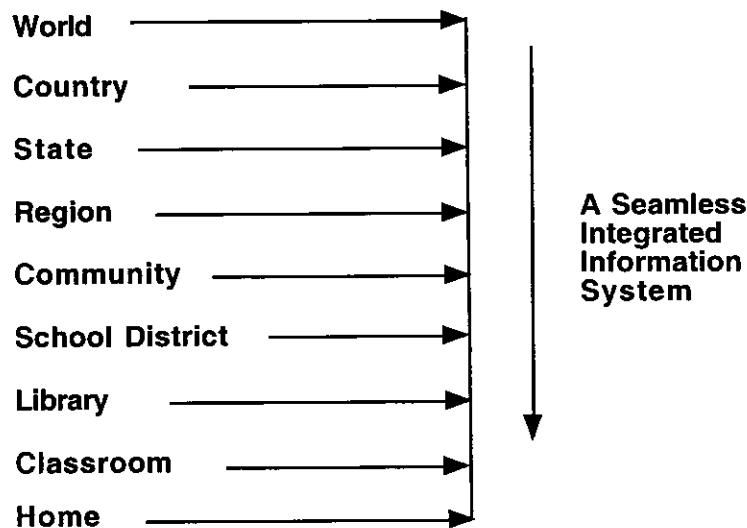 World
Country
State
Region
Community
School District
Library
Classroom
Home
A Seamless
Integrated
Information
System